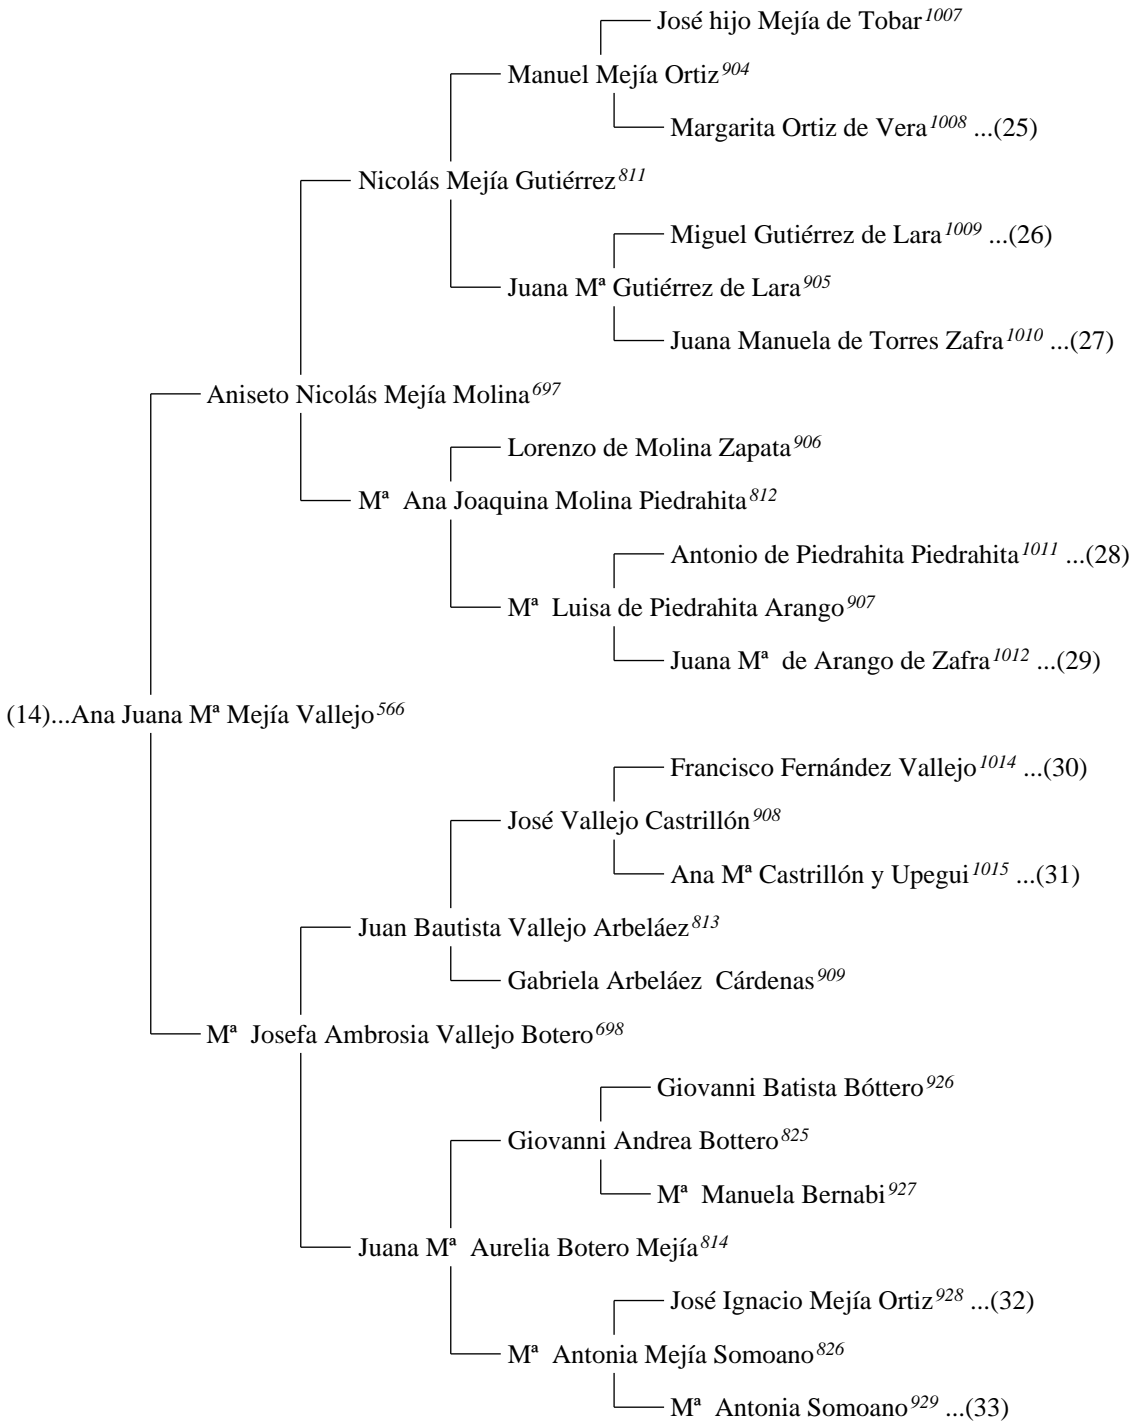 José hijo Mejía de Tobar1007
Manuel Mejía Ortiz904
Margarita Ortiz de Vera1008 ...(25)
Nicolás Mejía Gutiérrez811
Miguel Gutiérrez de Lara1009 ...(26)
Juana Mª Gutiérrez de Lara905
Juana Manuela de Torres Zafra1010 ...(27)
Aniseto Nicolás Mejía Molina697
Lorenzo de Molina Zapata906
Mª Ana Joaquina Molina Piedrahita812
Antonio de Piedrahita Piedrahita1011 ...(28)
Mª Luisa de Piedrahita Arango907
Juana Mª de Arango de Zafra1012 ...(29)
(14)...Ana Juana Mª Mejía Vallejo566
Francisco Fernández Vallejo1014 ...(30)
José Vallejo Castrillón908
Ana Mª Castrillón y Upegui1015 ...(31)
Juan Bautista Vallejo Arbeláez813
Gabriela Arbeláez Cárdenas909
Mª Josefa Ambrosia Vallejo Botero698
Giovanni Batista Bóttero926
Giovanni Andrea Bottero825
Mª Manuela Bernabi927
Juana Mª Aurelia Botero Mejía814
José Ignacio Mejía Ortiz928 ...(32)
Mª Antonia Mejía Somoano826
Mª Antonia Somoano929 ...(33)